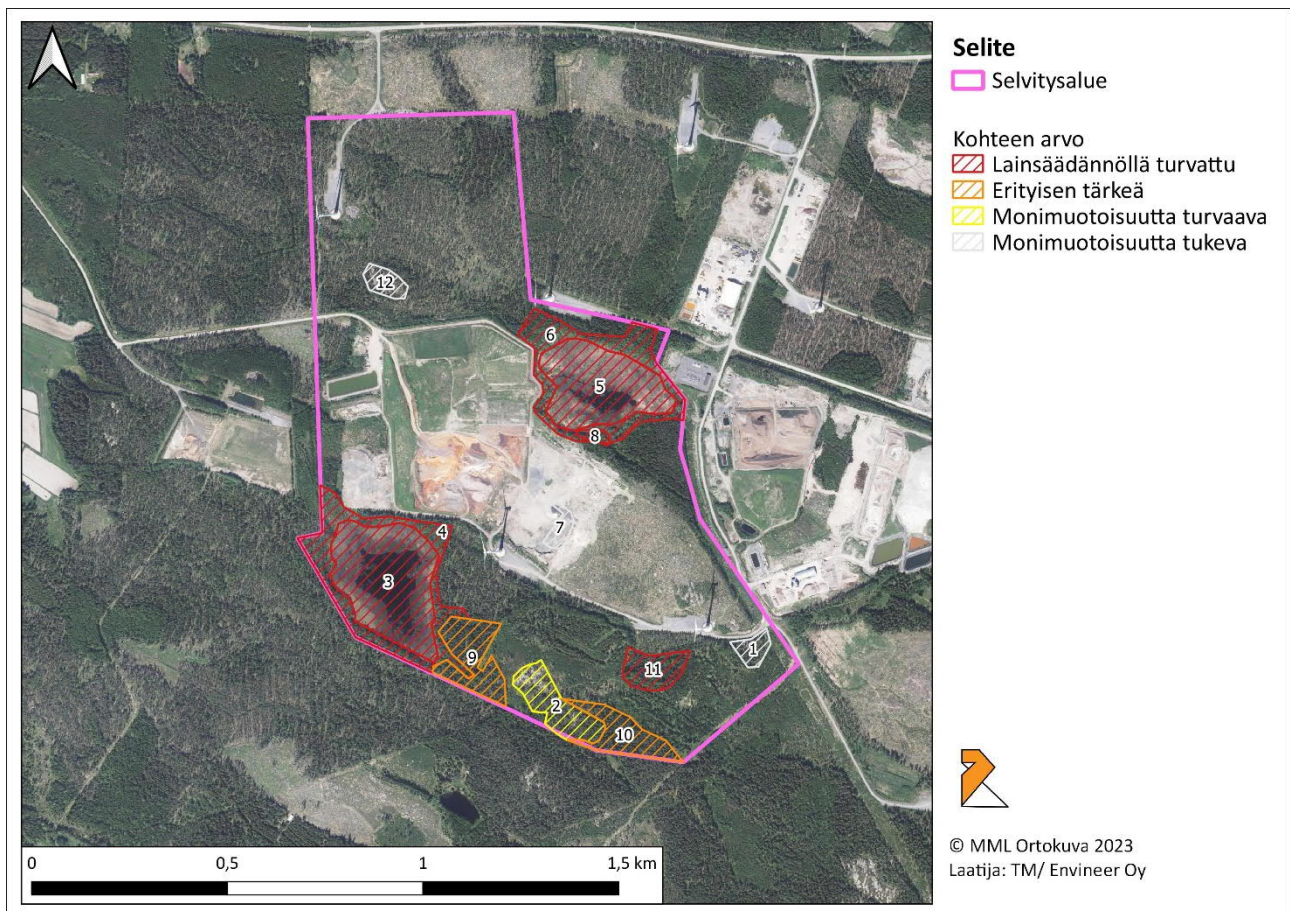 Selite
Selvitysalue
Kohteen arvo
Lainsäädännöllä turvattu
Erityisen tärkeä
Monimuotoisuutta turvaava
Monimuotoisuutta tukeva
12
6
5
8
4
7
3
9
11
1
2
10
0 0,5 1 1,5 km
© MML Ortokuva 2023
Laatija: TM/ Envineer Oy